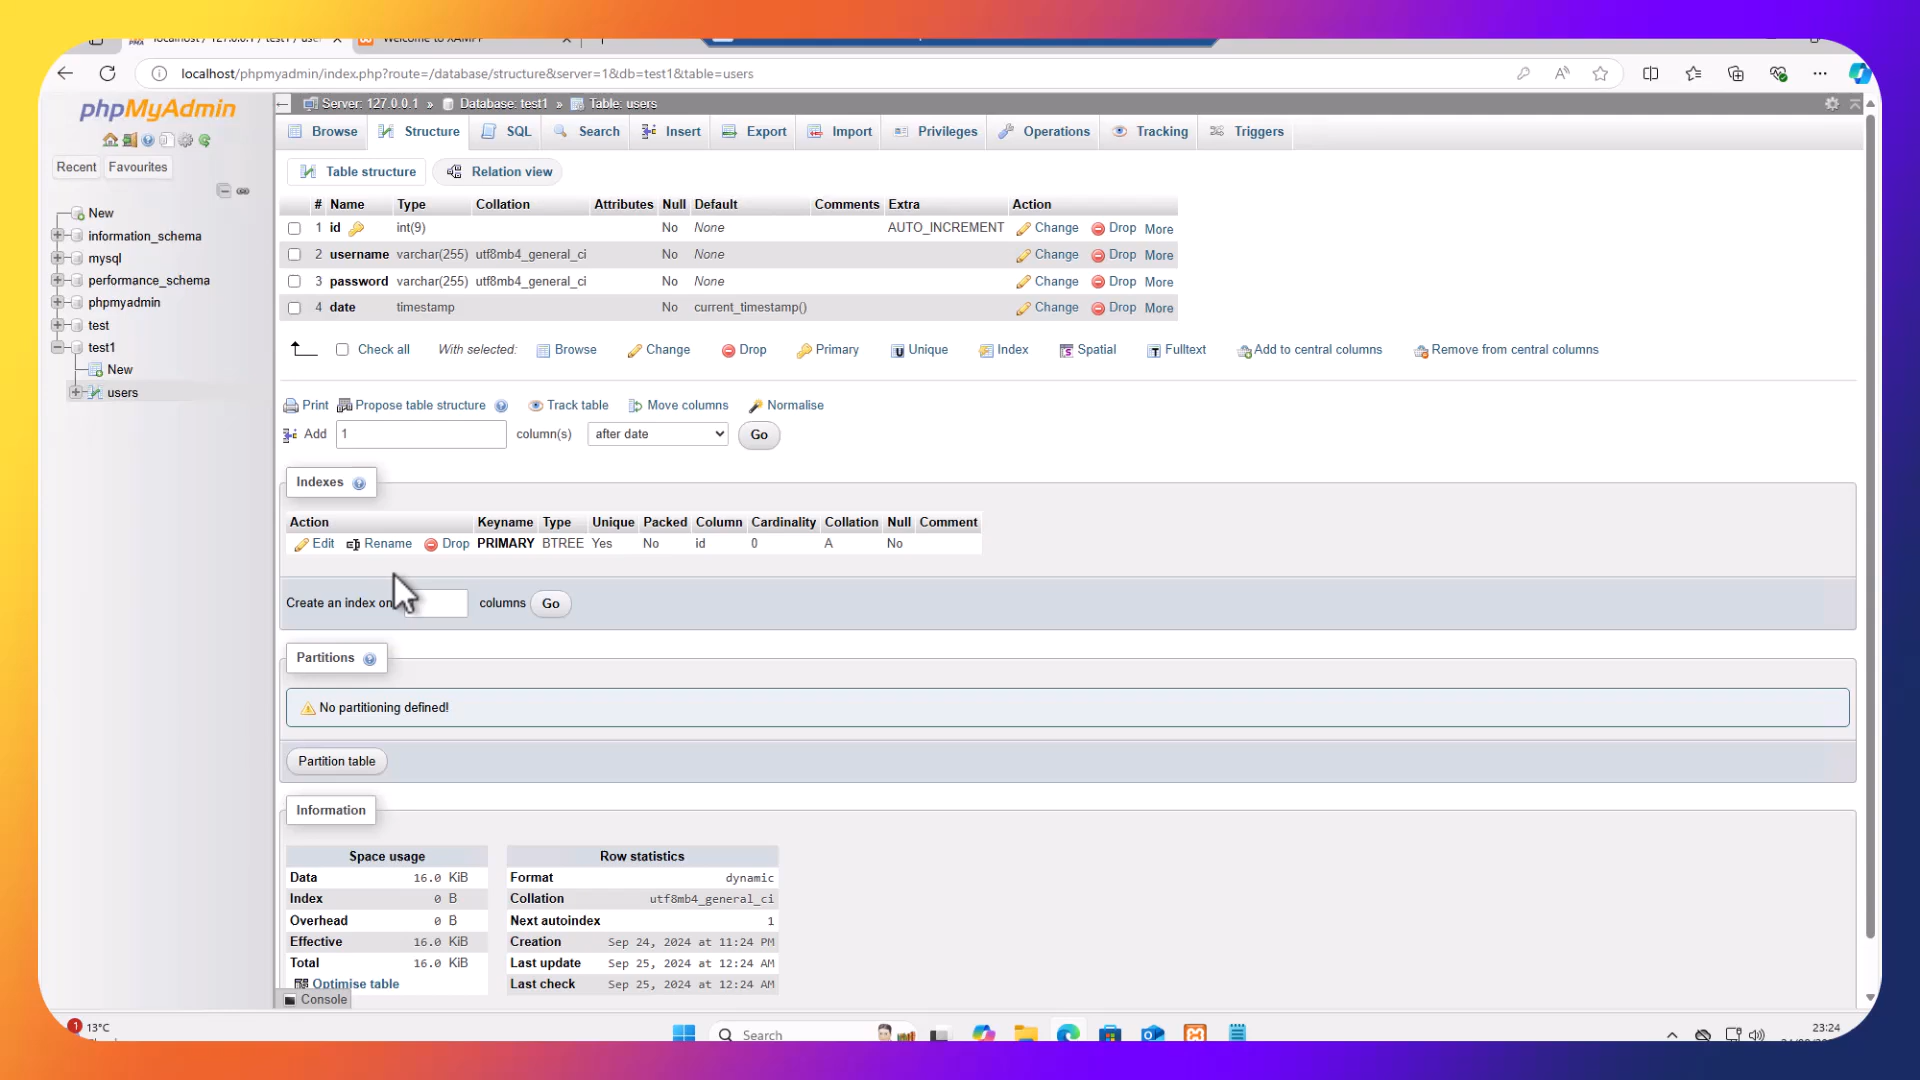 localhost/phpmyadmin/index.php?route=/database/structure&server=1&db=test1&table=users
phpMyAdmin
Recent Favourites
New
information_schema
mysql
performance_schema
phpmyadmin
test
test1
New
users
Server: 127.0.0.1 » Database: test1 » Table: users
Browse Structure SQL Search Insert Export Import Privileges Operations Tracking Triggers
Table structure Relation view
# Name Type Collation Attributes Null Default Comments Extra Action
1 id int(9) No None AUTO_INCREMENT Change Drop More
2 username varchar(255) utf8mb4_general_ci No None Change Drop More
3 password varchar(255) utf8mb4_general_ci No None Change Drop More
4 date timestamp No current_timestamp() Change Drop More
Check all With selected: Browse Change Drop Primary Unique Index Spatial Fulltext Add to central columns Remove from central columns
Print Propose table structure Track table Move columns Normalise
Add 1 column(s) after date Go
Indexes
Action Keyname Type Unique Packed Column Cardinality Collation Null Comment
Edit Rename Drop PRIMARY BTREE Yes No id 0 A No
Create an index on columns Go
Partitions
No partitioning defined!
Partition table
Information
Space usage
Data 16.0 KiB
Index 0 B
Overhead 0 B
Effective 16.0 KiB
Total 16.0 KiB
Optimise table
Row statistics
Format dynamic
Collation utf8mb4_general_ci
Next autoindex 1
Creation Sep 24, 2024 at 11:24 PM
Last update Sep 25, 2024 at 12:24 AM
Last check Sep 25, 2024 at 12:24 AM
Console
1 13°C
Search
23:24